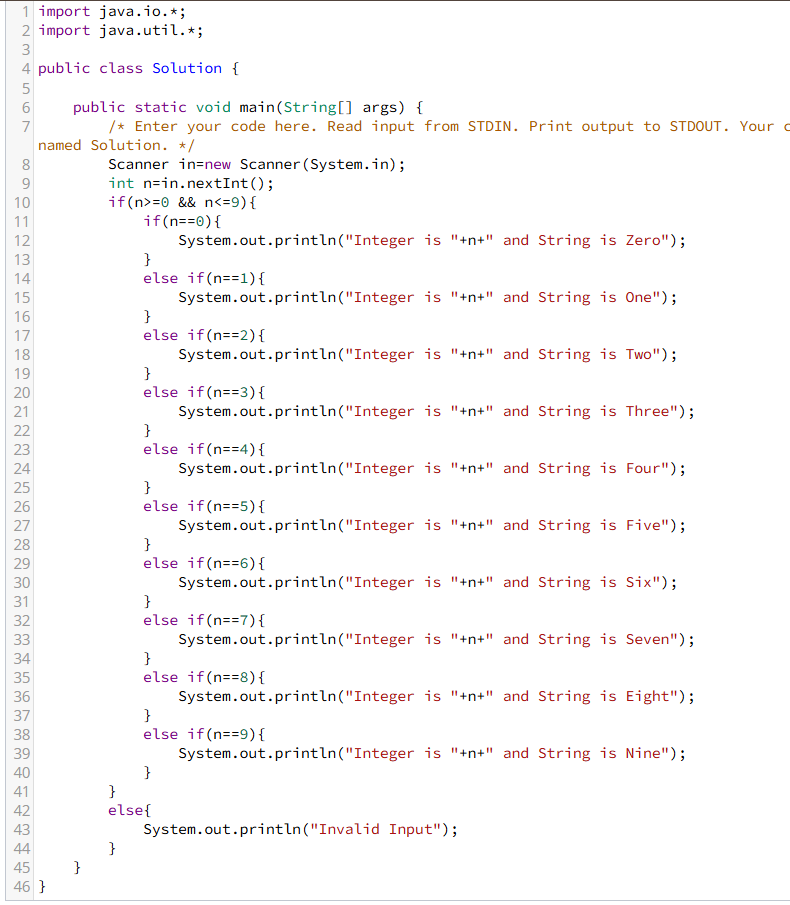 1 import java.io.*;
2 import java.util.*;
3
4 public class Solution {
5
6     public static void main(String[] args) {
7         /* Enter your code here. Read input from STDIN. Print output to STDOUT. Your
named Solution. */
8         Scanner in=new Scanner(System.in);
9         int n=in.nextInt();
10         if(n>=0 && n<=9){
11             if(n==0){
12                 System.out.println("Integer is "+n+" and String is Zero");
13             }
14             else if(n==1){
15                 System.out.println("Integer is "+n+" and String is One");
16             }
17             else if(n==2){
18                 System.out.println("Integer is "+n+" and String is Two");
19             }
20             else if(n==3){
21                 System.out.println("Integer is "+n+" and String is Three");
22             }
23             else if(n==4){
24                 System.out.println("Integer is "+n+" and String is Four");
25             }
26             else if(n==5){
27                 System.out.println("Integer is "+n+" and String is Five");
28             }
29             else if(n==6){
30                 System.out.println("Integer is "+n+" and String is Six");
31             }
32             else if(n==7){
33                 System.out.println("Integer is "+n+" and String is Seven");
34             }
35             else if(n==8){
36                 System.out.println("Integer is "+n+" and String is Eight");
37             }
38             else if(n==9){
39                 System.out.println("Integer is "+n+" and String is Nine");
40             }
41         }
42         else{
43             System.out.println("Invalid Input");
44         }
45     }
46 }